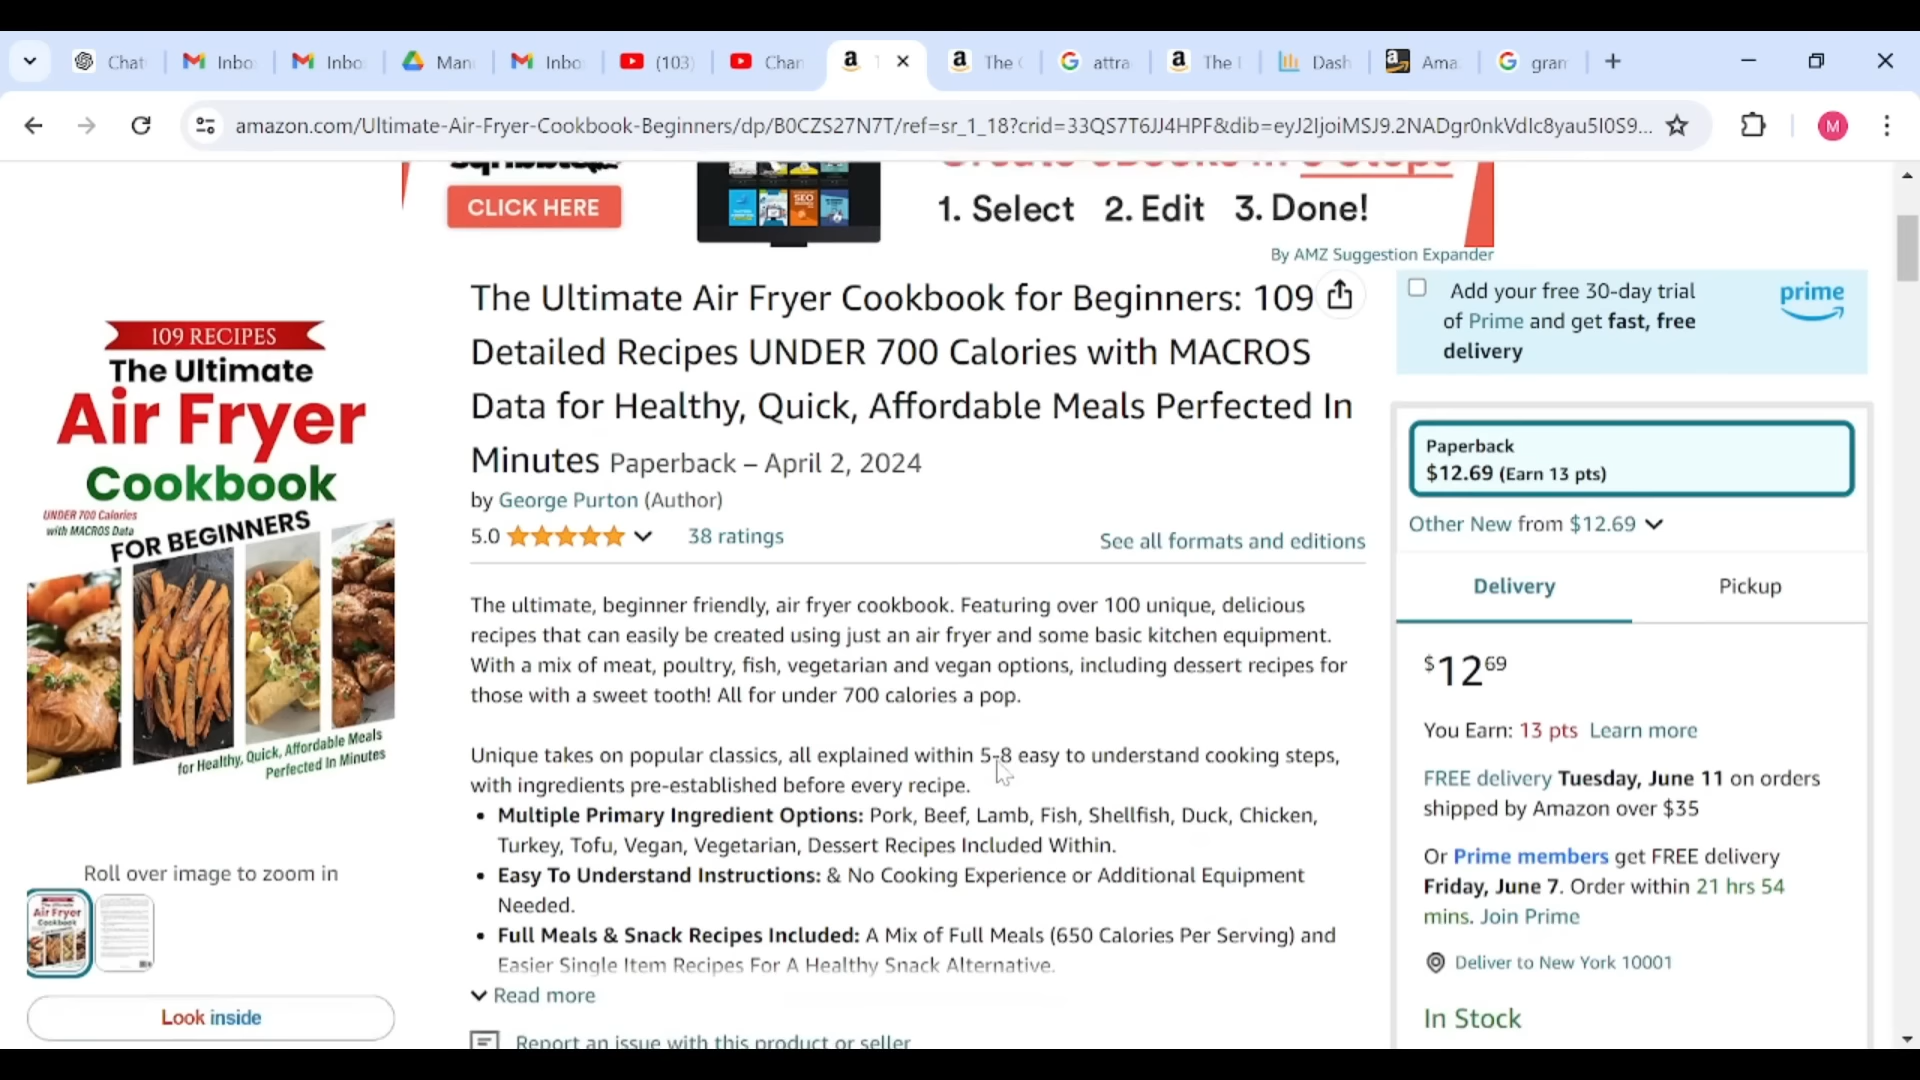 Chat
Inbo
Inbo
Man
Inbo
(103)
Chan
The
attra
The
Dash
Ama
gran
amazon.com/Ultimate-Air-Fryer-Cookbook-Beginners/dp/B0CZS27N7T/ref=sr_1_18?crid=33QS7T6JJ4HPF&dib=eyJ2IjoiMSJ9.2NADgr0nkVdIc8yau5I0S9...
M
CLICK HERE
1. Select 2. Edit 3. Done!
By AMZ Suggestion Expander
109 RECIPES
The Ultimate
Air Fryer
Cookbook
UNDER 700 Calories
with MACROS Data
FOR BEGINNERS
for Healthy, Quick, Affordable Meals
Perfected In Minutes
Roll over image to zoom in
Look inside
The Ultimate Air Fryer Cookbook for Beginners: 109
Detailed Recipes UNDER 700 Calories with MACROS
Data for Healthy, Quick, Affordable Meals Perfected In
Minutes Paperback – April 2, 2024
by George Purton (Author)
5.0 38 ratings
See all formats and editions
The ultimate, beginner friendly, air fryer cookbook. Featuring over 100 unique, delicious
recipes that can easily be created using just an air fryer and some basic kitchen equipment.
With a mix of meat, poultry, fish, vegetarian and vegan options, including dessert recipes for
those with a sweet tooth! All for under 700 calories a pop.
Unique takes on popular classics, all explained within 5-8 easy to understand cooking steps,
with ingredients pre-established before every recipe.
• Multiple Primary Ingredient Options: Pork, Beef, Lamb, Fish, Shellfish, Duck, Chicken,
Turkey, Tofu, Vegan, Vegetarian, Dessert Recipes Included Within.
• Easy To Understand Instructions: & No Cooking Experience or Additional Equipment
Needed.
• Full Meals & Snack Recipes Included: A Mix of Full Meals (650 Calories Per Serving) and
Easier Single Item Recipes For A Healthy Snack Alternative.
Read more
Report an issue with this product or seller
Add your free 30-day trial
of Prime and get fast, free
delivery
prime
Paperback
$12.69 (Earn 13 pts)
Other New from $12.69
Delivery
Pickup
$12 69
You Earn: 13 pts Learn more
FREE delivery Tuesday, June 11 on orders
shipped by Amazon over $35
Or Prime members get FREE delivery
Friday, June 7. Order within 21 hrs 54
mins. Join Prime
Deliver to New York 10001
In Stock